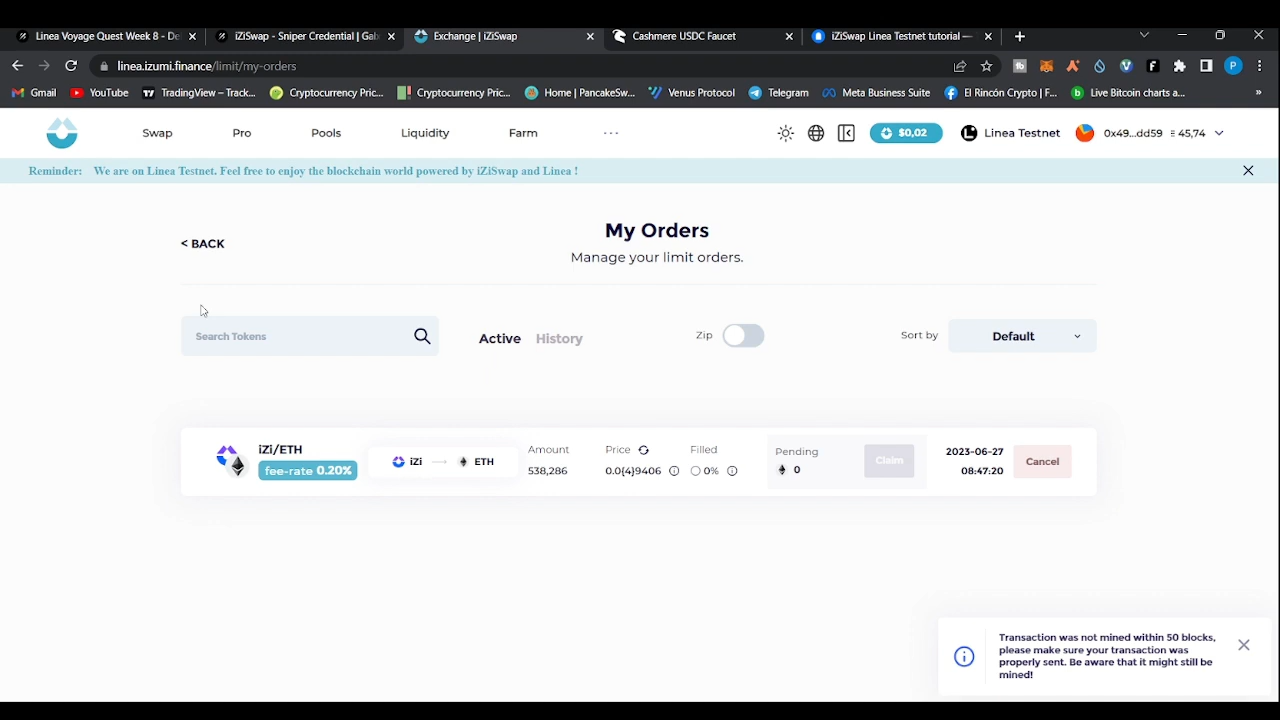 Linea Voyage Quest Week 8 - De
iZiSwap - Sniper Credential | Gal
Exchange | iZiSwap
Cashmere USDC Faucet
iZiSwap Linea Testnet tutorial —
linea.izumi.finance/limit/my-orders
Gmail
YouTube
TradingView – Track...
Cryptocurrency Pric...
Cryptocurrency Pric...
Home | PancakeSw...
Venus Protocol
Telegram
Meta Business Suite
El Rincón Crypto | F...
Live Bitcoin charts a...
»
Swap
Pro
Pools
Liquidity
Farm
...
$0,02
Linea Testnet
0x49...dd59
45,74
Reminder: We are on Linea Testnet. Feel free to enjoy the blockchain world powered by iZiSwap and Linea !
< BACK
My Orders
Manage your limit orders.
Search Tokens
Active
History
Zip
Sort by
Default
iZi/ETH
fee-rate 0.20%
iZi → ETH
Amount
538,286
Price
0.0{4}9406
Filled
0%
Pending
0
Claim
2023-06-27
08:47:20
Cancel
Transaction was not mined within 50 blocks,
please make sure your transaction was
properly sent. Be aware that it might still be
mined!